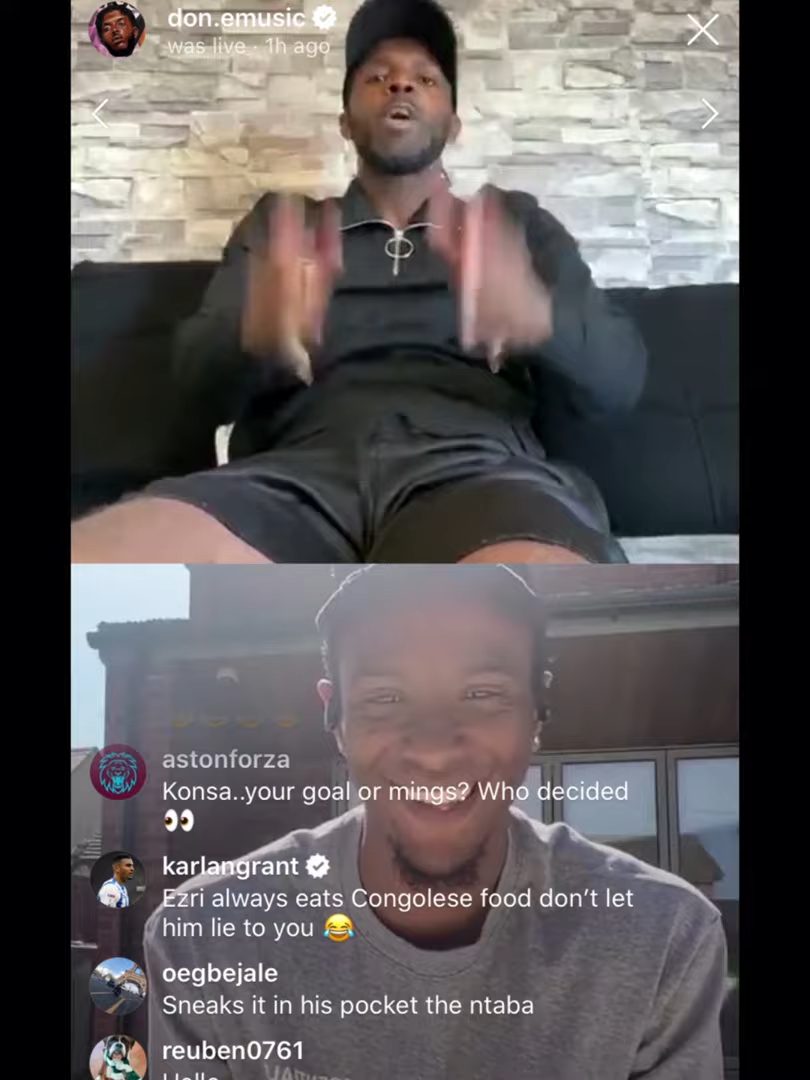 don.emusic
was live · 1h ago
astonforza
Konsa..your goal or mings? Who decided
👀
karlangrant
Ezri always eats Congolese food don’t let
him lie to you 😂
oegbejale
Sneaks it in his pocket the ntaba
reuben0761
Hello